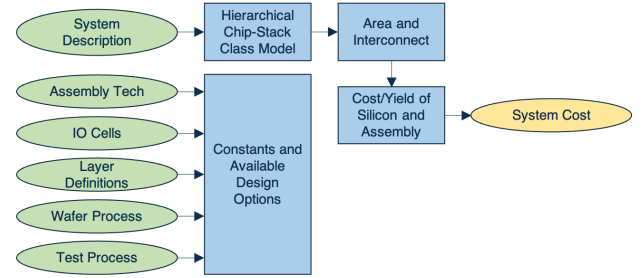 System
Description
Hierarchical
Chip-Stack
Class Model
Area and
Interconnect
Assembly Tech
IO Cells
Layer
Definitions
Wafer Process
Test Process
Constants and
Available
Design
Options
Cost/Yield of
Silicon and
Assembly
System Cost